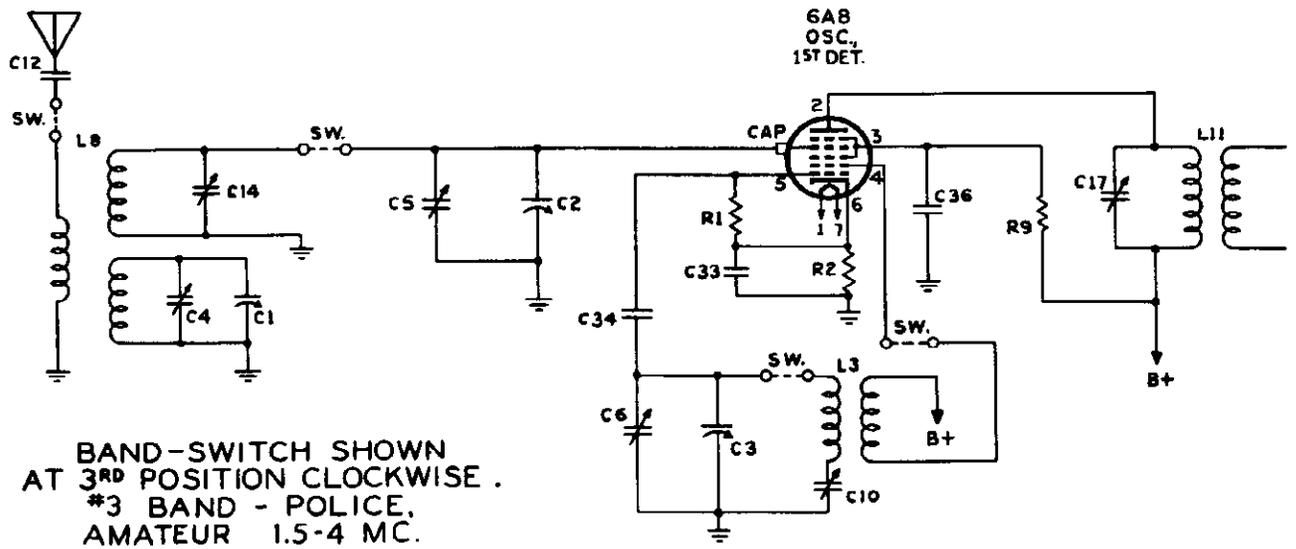 6A8
OSC.,
1ST DET.
C12
SW.
L8
SW.
CAP
2
3
5
4
6
1 7
L11
C14
C5
C2
R1
C36
C17
R9
C33
R2
C4
C1
C34
SW.
SW.
L3
B+
C6
C3
B+
C10
BAND-SWITCH SHOWN
AT 3RD POSITION CLOCKWISE.
#3 BAND - POLICE,
AMATEUR 1.5-4 MC.